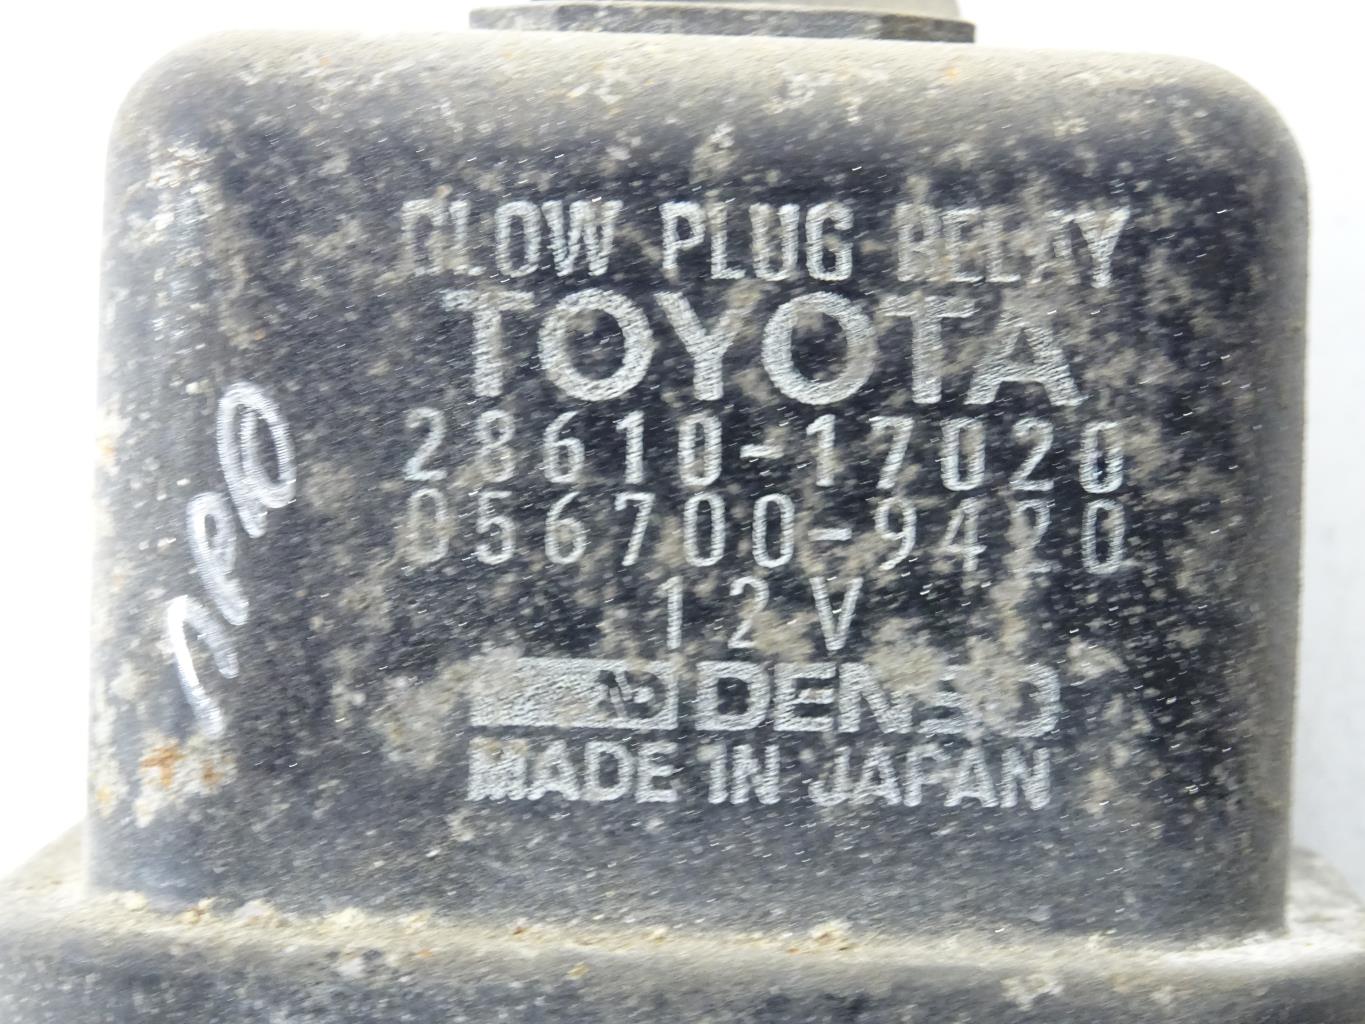 GLOW PLUG RELAY
TOYOTA
28610-17020
056700-9420
12V
DENSO
MADE IN JAPAN